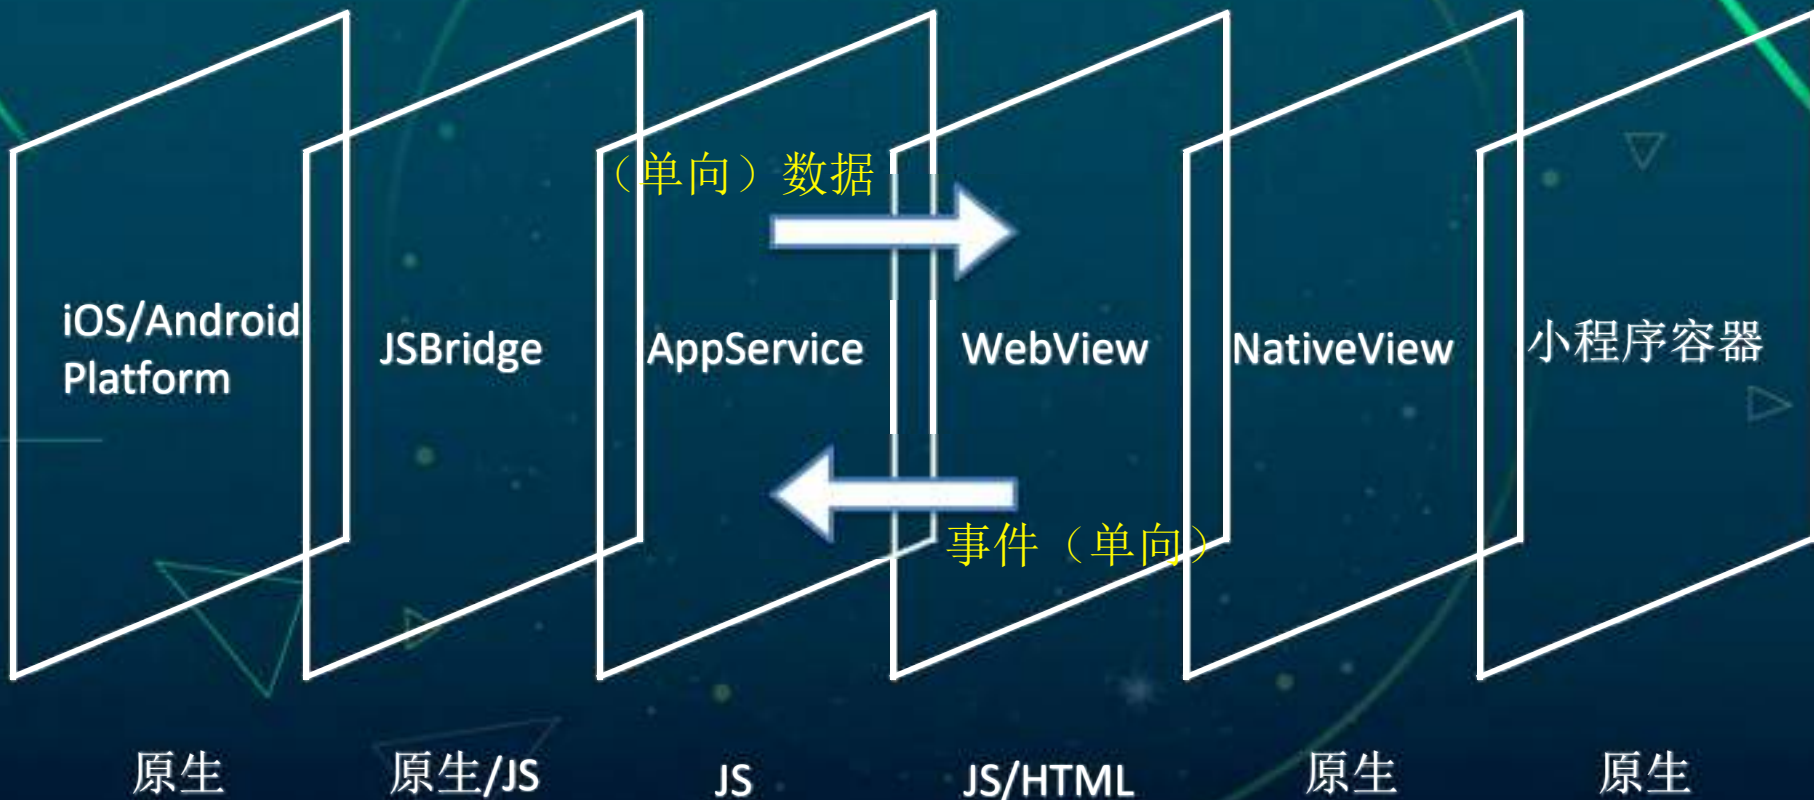 （单向）数据
iOS/Android
Platform
JSBridge
AppService
WebView
NativeView
小程序容器
事件（单向）
原生
原生/JS
JS
JS/HTML
原生
原生